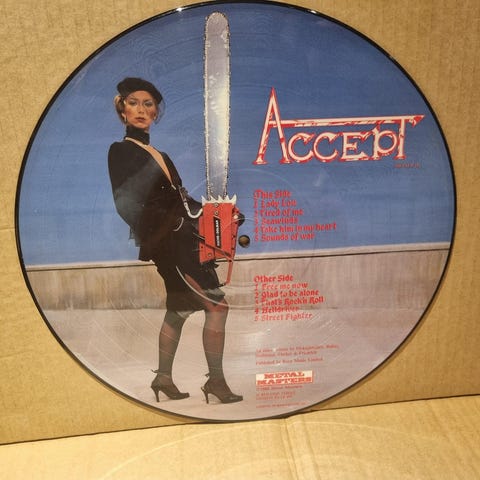 ACCEPT
This Side
1 Lady Lou
2 Tired of me
3 Seawinds
4 Take him in my heart
5 Sounds of war
Other Side
1 Free me now
2 Glad to be alone
3 That's Rock'n Roll
4 Helldriver
5 Street Fighter
METAL
MASTERS